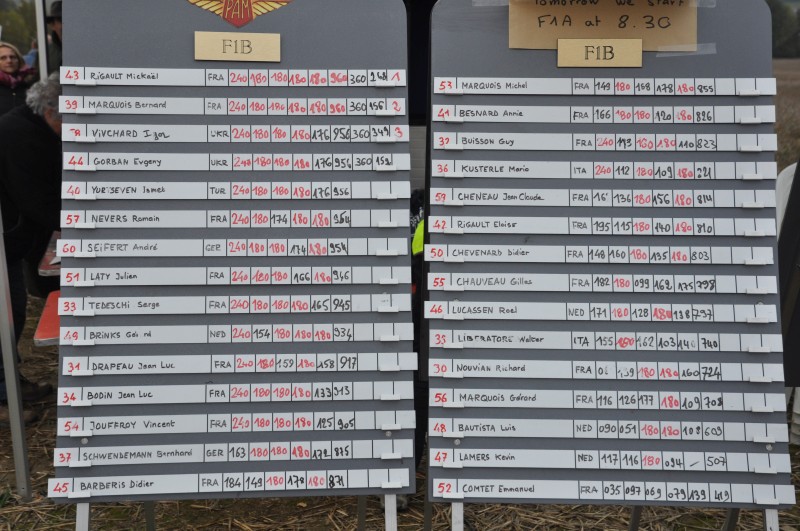 PAM
F1B
43 RIGAULT Mickaël FRA 240 180 180 180 180 960 360 248 1
39 MARQUOIS Bernard FRA 240 180 180 180 180 960 360 156 2
VIVCHARD Igor UKR 240 180 180 180 176 956 360 349 3
44 GORBAN Evgeny UKR 240 180 180 180 176 956 360 152
40 YURTSEVEN Ismet TUR 240 180 180 180 176 956
57 NEVERS Romain FRA 240 180 174 180 180 954
60 SEIFERT André GER 240 180 180 174 180 954
51 LATY Julien FRA 240 180 180 166 180 946
33 TEDESCHI Serge FRA 240 180 180 180 165 945
49 BRINKS NED 240 154 180 180 180 934
31 DRAPEAU Jean Luc FRA 240 180 159 180 158 917
34 BODIN Jean Luc FRA 240 180 180 180 133 913
54 JOUFFROY Vincent FRA 240 180 180 180 125 905
37 SCHWENDEMANN Bernhard GER 163 180 180 180 172 875
45 BARBERIS Didier FRA 184 149 180 178 180 871
Tomorrow we start
F1A at 8.30
F1B
53 MARQUOIS Michel FRA 149 180 168 178 180 855
41 BESNARD Annie FRA 166 180 180 120 180 826
32 BUISSON Guy FRA 240 113 180 180 110 823
36 KUSTERLE Mario ITA 240 112 180 109 180 821
59 CHENEAU Jean Claude FRA 136 180 156 180 814
42 RIGAULT Eloise FRA 195 115 180 140 180 810
50 CHEVENARD Didier FRA 148 160 180 135 180 803
55 CHAUVEAU Gilles FRA 182 180 099 162 175 798
46 LUCASSEN Roel NED 171 180 128 180 138 797
LIBERATORE Walter ITA 155 180 162 103 140 740
30 NOUVIAN Richard FRA 180 180 160 724
56 MARQUOIS Gérard FRA 116 126 177 180 109 708
48 BAUTISTA Luis NED 090 051 180 180 108 609
47 LAMERS Kevin NED 117 116 180 094 - 507
52 COMTET Emmanuel FRA 035 097 069 079 139 419